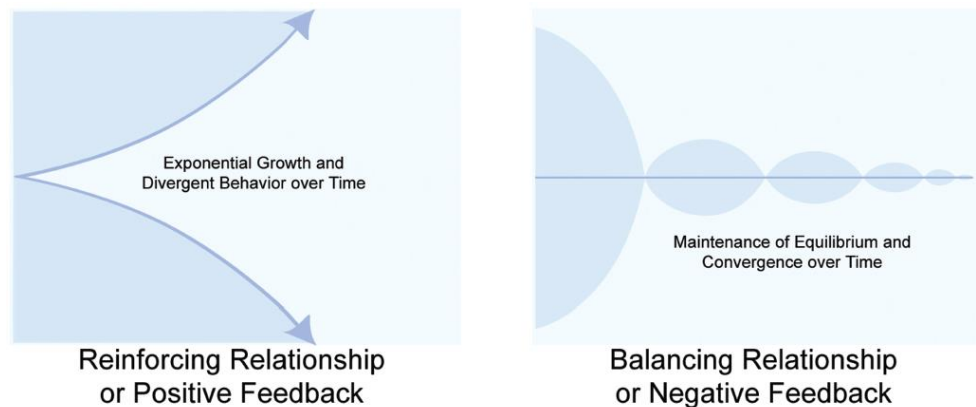 Exponential Growth and
Divergent Behavior over Time
Reinforcing Relationship
or Positive Feedback
Maintenance of Equilibrium and
Convergence over Time
Balancing Relationship
or Negative Feedback